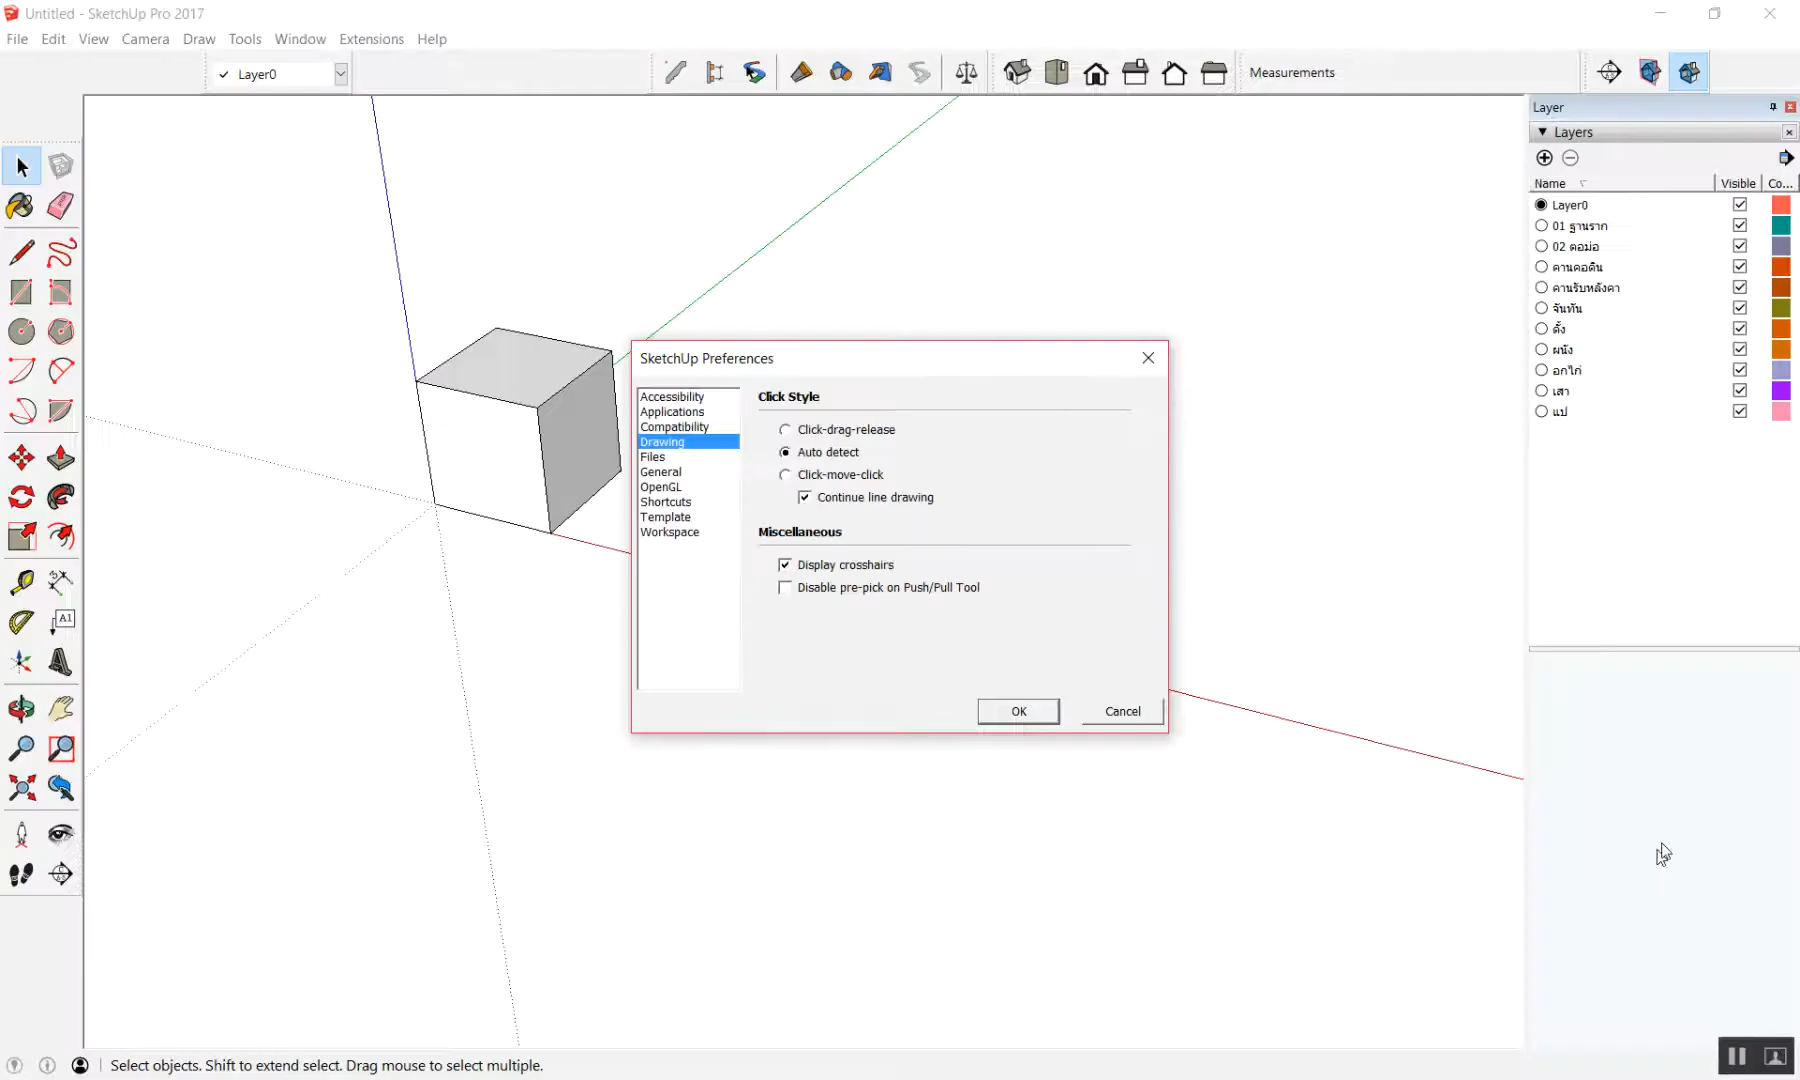 Untitled - SketchUp Pro 2017
File Edit View Camera Draw Tools Window Extensions Help
Layer0
Measurements
Layer
Layers
Name Visible Co...
Layer0
01 ฐานราก
02 ตอม่อ
คานคอดิน
คานรับหลังคา
จันทัน
ดั้ง
ผนัง
อกไก่
เสา
แป
SketchUp Preferences
Accessibility
Applications
Compatibility
Drawing
Files
General
OpenGL
Shortcuts
Template
Workspace
Click Style
Click-drag-release
Auto detect
Click-move-click
Continue line drawing
Miscellaneous
Display crosshairs
Disable pre-pick on Push/Pull Tool
OK Cancel
A1
Select objects. Shift to extend select. Drag mouse to select multiple.